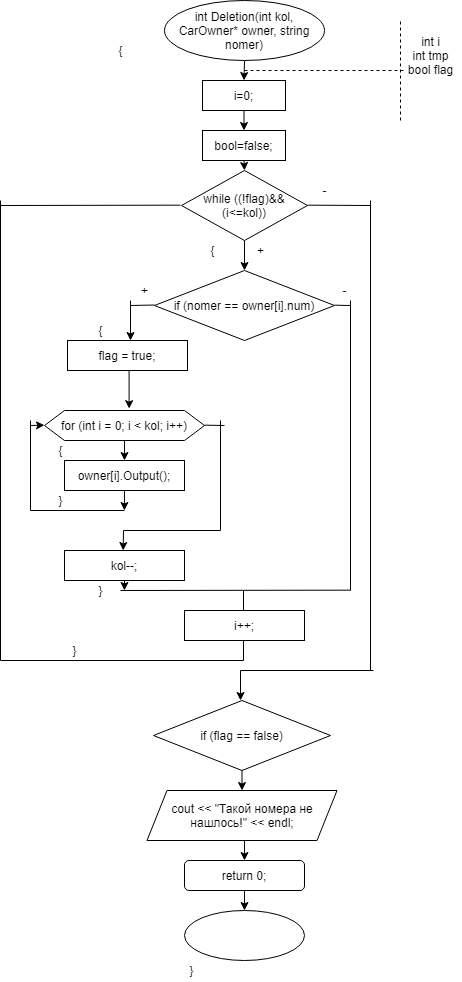 int Deletion(int kol,
CarOwner* owner, string
nomer)
{
int i
int tmp
bool flag
i=0;
bool=false;
while ((!flag)&&
(i<=kol))
-
{
+
if (nomer == owner[i].num)
+
-
{
flag = true;
for (int i = 0; i < kol; i++)
{
owner[i].Output();
}
kol--;
}
i++;
}
if (flag == false)
cout << "Такой номера не
нашлось!" << endl;
return 0;
}